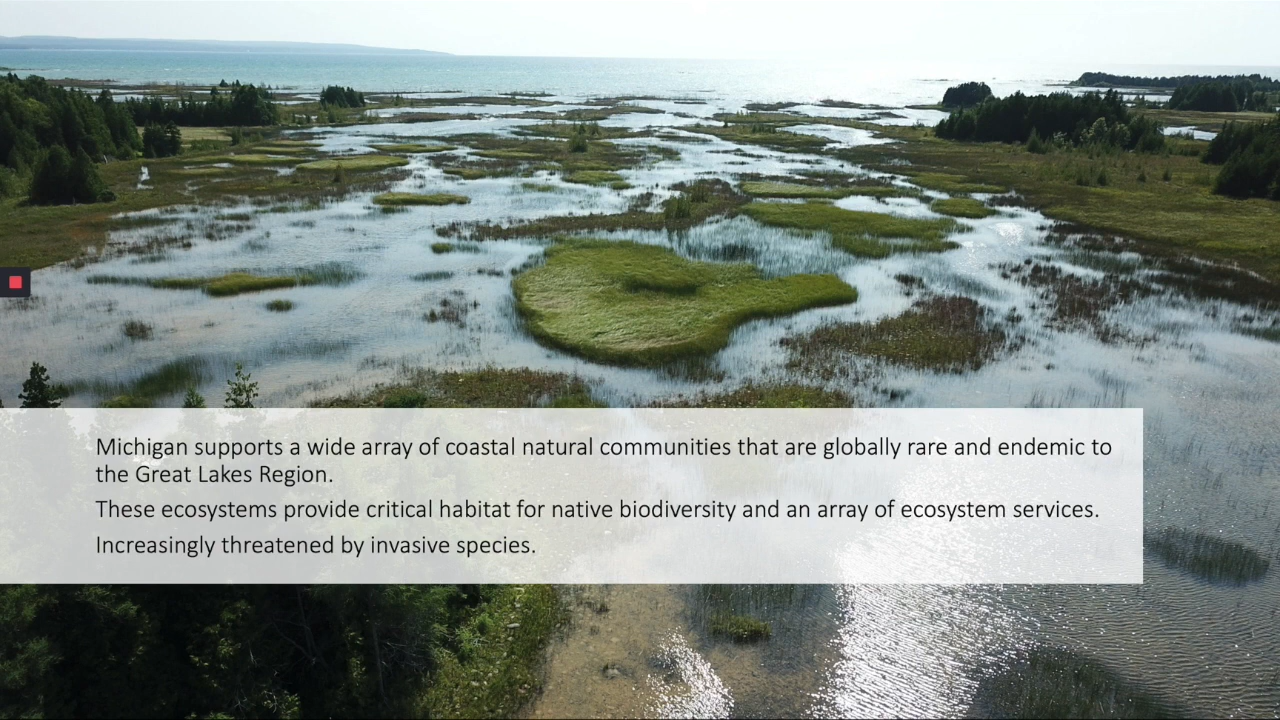 Michigan supports a wide array of coastal natural communities that are globally rare and endemic to
the Great Lakes Region.
These ecosystems provide critical habitat for native biodiversity and an array of ecosystem services.
Increasingly threatened by invasive species.